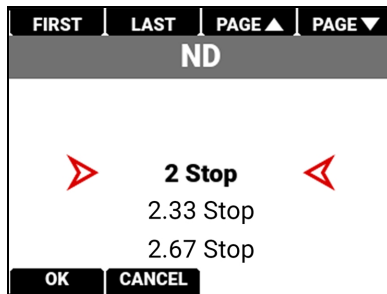 FIRST LAST PAGE▲ PAGE▼
ND
2 Stop
2.33 Stop
2.67 Stop
OK CANCEL